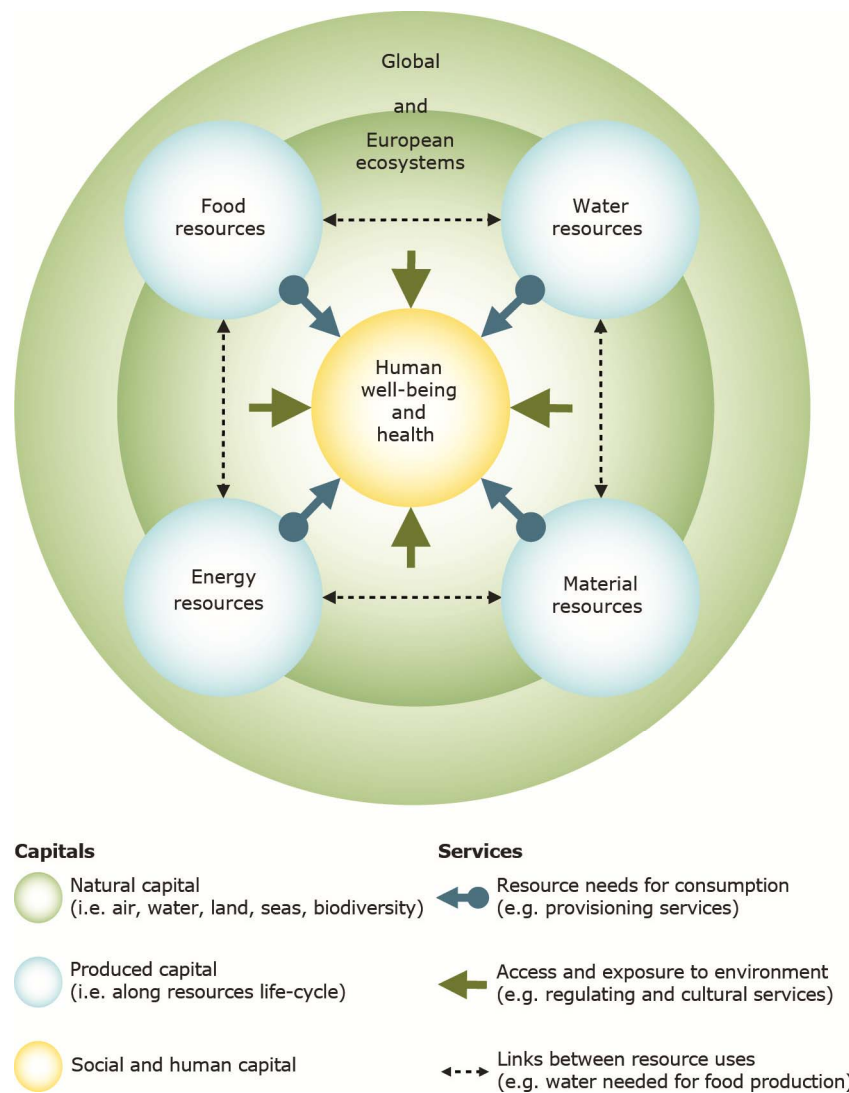 Global
and
European
ecosystems
Food
resources
Water
resources
Human
well-being
and
health
Energy
resources
Material
resources
Capitals
Natural capital
(i.e. air, water, land, seas, biodiversity)
Produced capital
(i.e. along resources life-cycle)
Social and human capital
Services
Resource needs for consumption
(e.g. provisioning services)
Access and exposure to environment
(e.g. regulating and cultural services)
Links between resource uses
(e.g. water needed for food production)